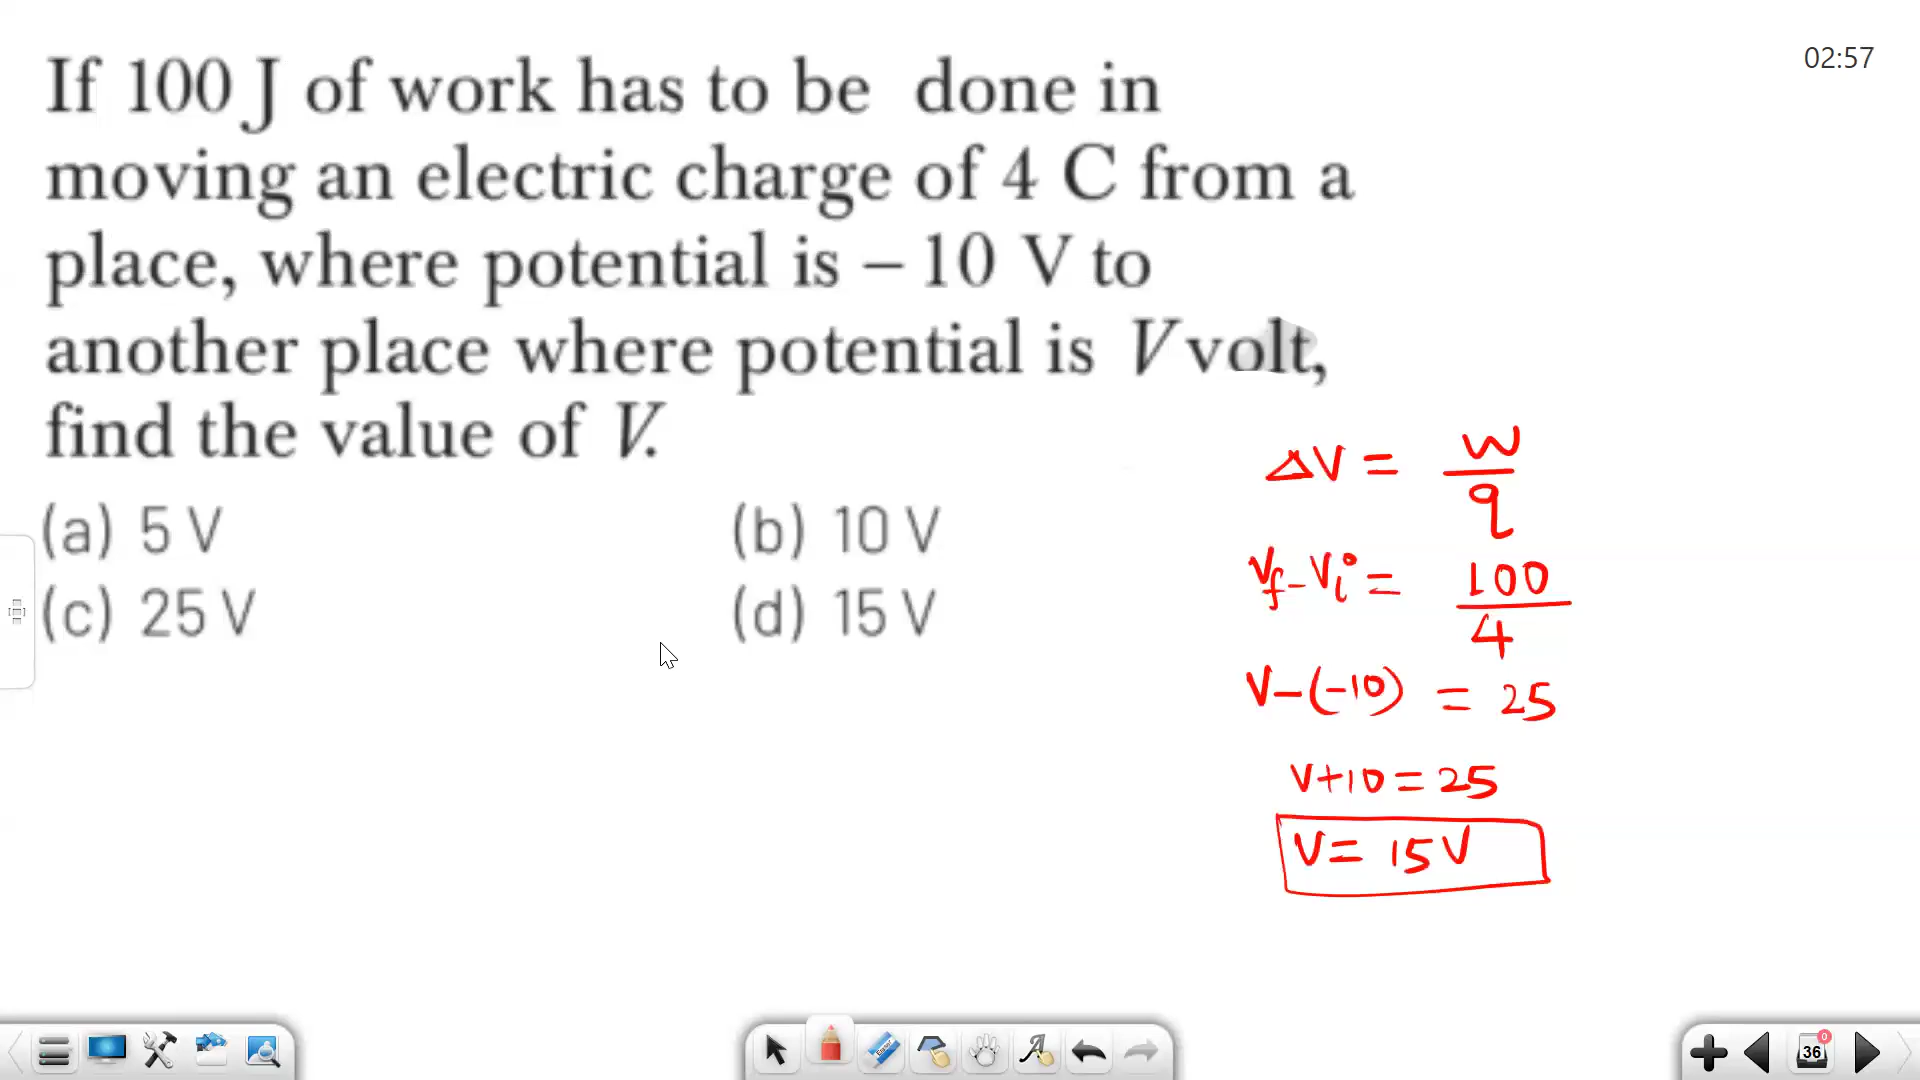 02:57
If 100 J of work has to be done in
moving an electric charge of 4 C from a
place, where potential is – 10 V to
another place where potential is V volt,
find the value of V.
(a) 5 V
(b) 10 V
(c) 25 V
(d) 15 V
ΔV = W/q
Vf - Vi = 100/4
V - (-10) = 25
V + 10 = 25
V = 15 V
36
0